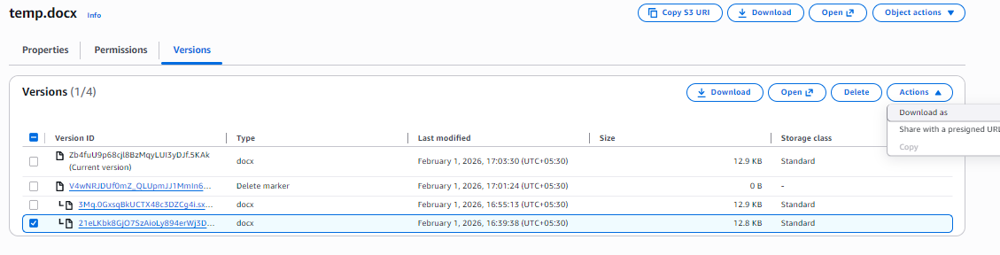 temp.docx Info Copy S3 URI Download Open Object actions
Properties Permissions Versions
Versions (1/4) Download Open Delete Actions
Download as
Share with a presigned URL
Copy
Version ID Type Last modified Size Storage class
Zb4fuU9p68cjl8BzMqyLUI3yDJf.5KAk
(Current version) docx February 1, 2026, 17:03:30 (UTC+05:30) 12.9 KB Standard
V4wNRJDUf0mZ_QLUpmJJ1MmIn6... Delete marker February 1, 2026, 17:01:24 (UTC+05:30) 0 B -
3Mq.0GxsqBkUCTX48c3DZCg4i.sx... docx February 1, 2026, 16:55:13 (UTC+05:30) 12.9 KB Standard
21eLKbk8GjO7SzAioLy894erWj3D... docx February 1, 2026, 16:39:38 (UTC+05:30) 12.8 KB Standard